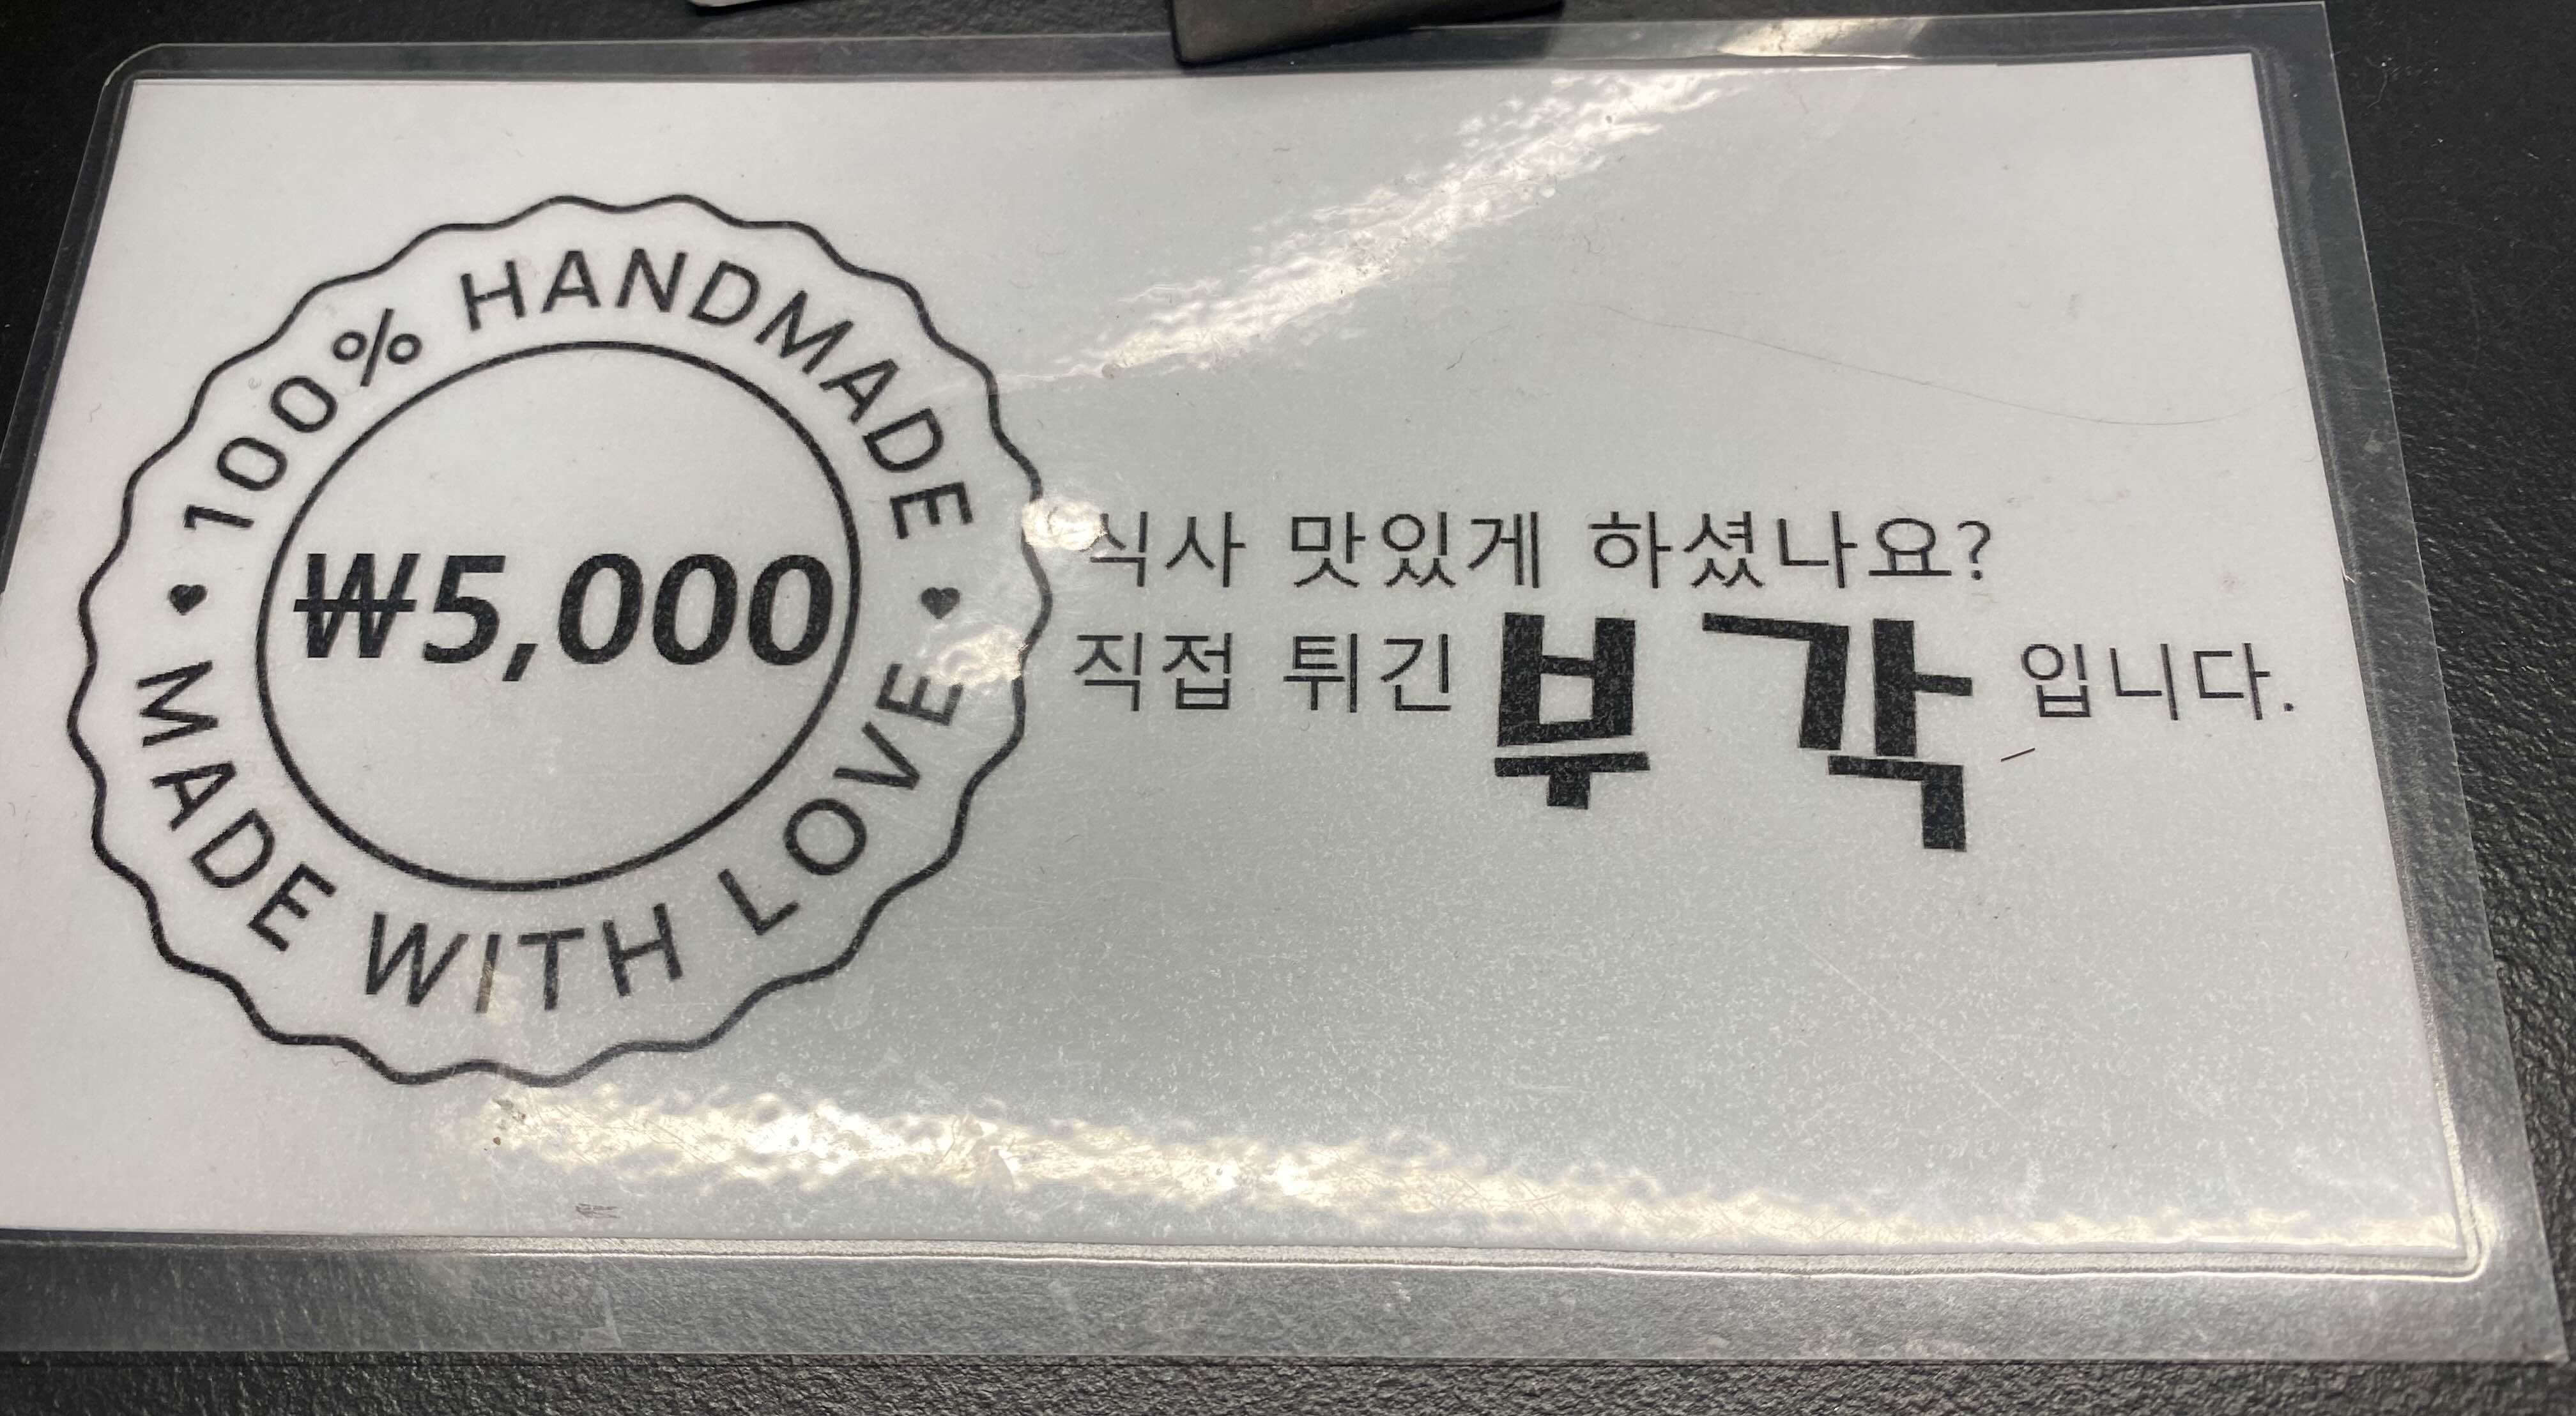 100% HANDMADE
₩5,000
MADE WITH LOVE
식사 맛있게 하셨나요?
직접 튀긴 부각 입니다.